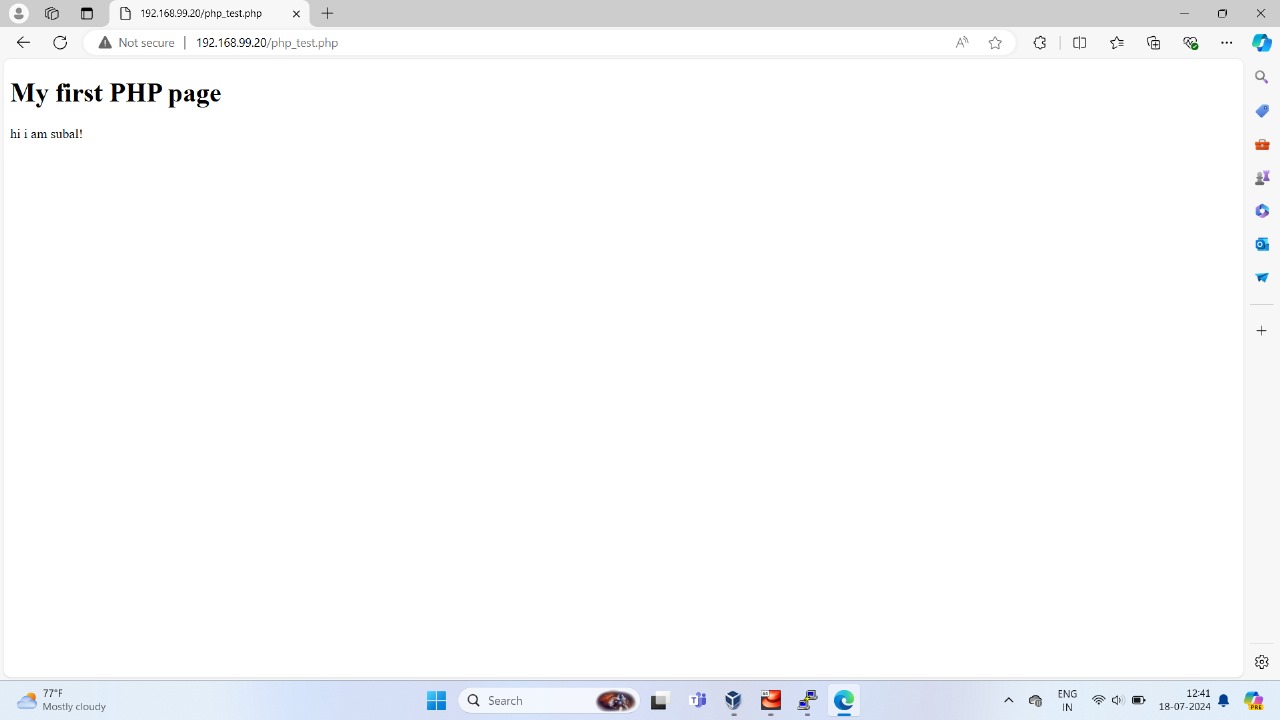 192.168.99.20/php_test.php
Not secure
192.168.99.20/php_test.php
My first PHP page
hi i am subal!
77°F
Mostly cloudy
Search
ENG
IN
12:41
18-07-2024
PRE